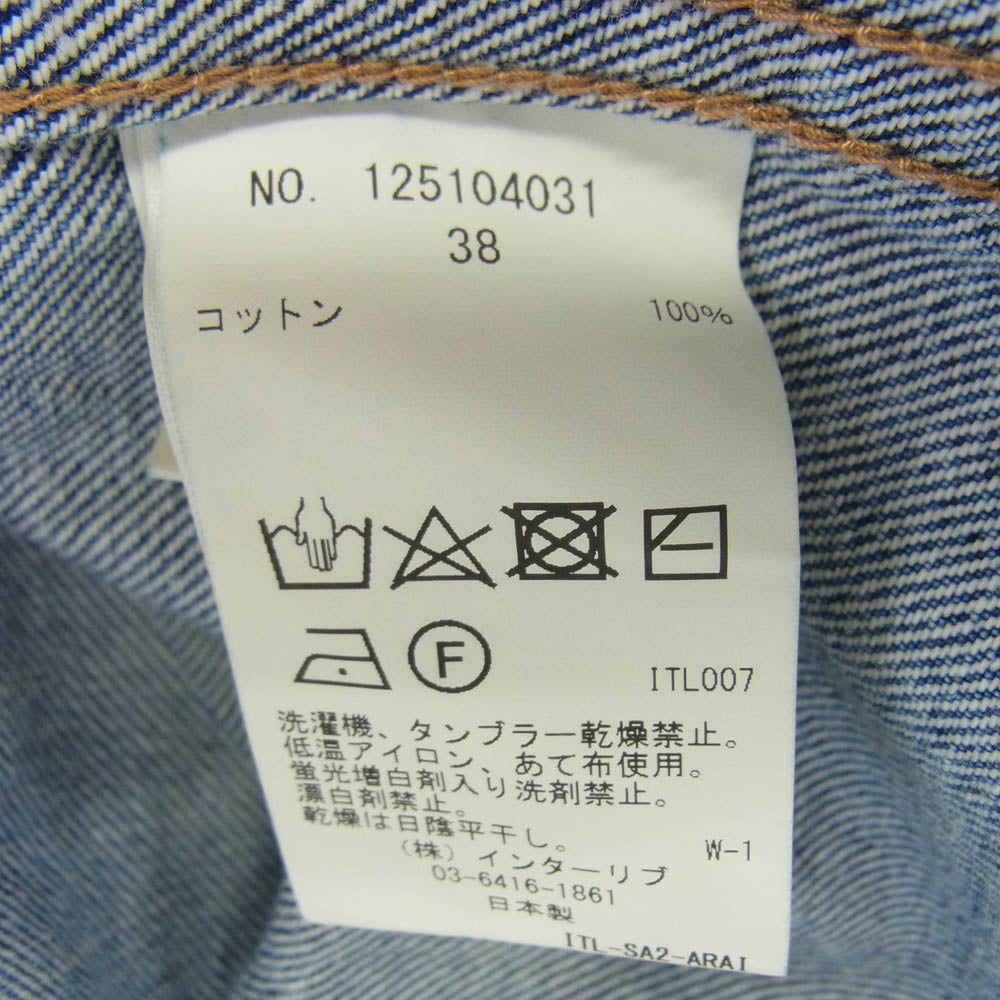 NO. 125104031
38
コットン 100%
F
ITL007
洗濯機、タンブラー乾燥禁止。
低温アイロン、あて布使用。
蛍光増白剤入り洗剤禁止。
漂白剤禁止。
乾燥は日陰平干し。
W-1
(株)インターリブ
03-6416-1861
日本製
ITL-SA2-ARAI